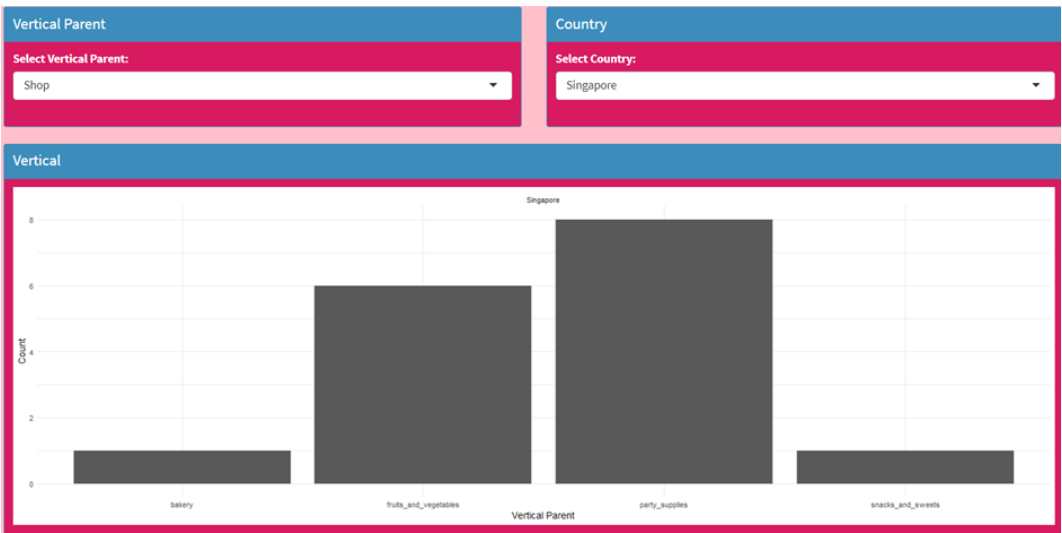 Vertical Parent
Country
Select Vertical Parent:
Select Country:
Shop
Singapore
Vertical
Singapore
8
6
4
2
0
Count
bakery
fruits_and_vegetables
party_supplies
snacks_and_sweets
Vertical Parent